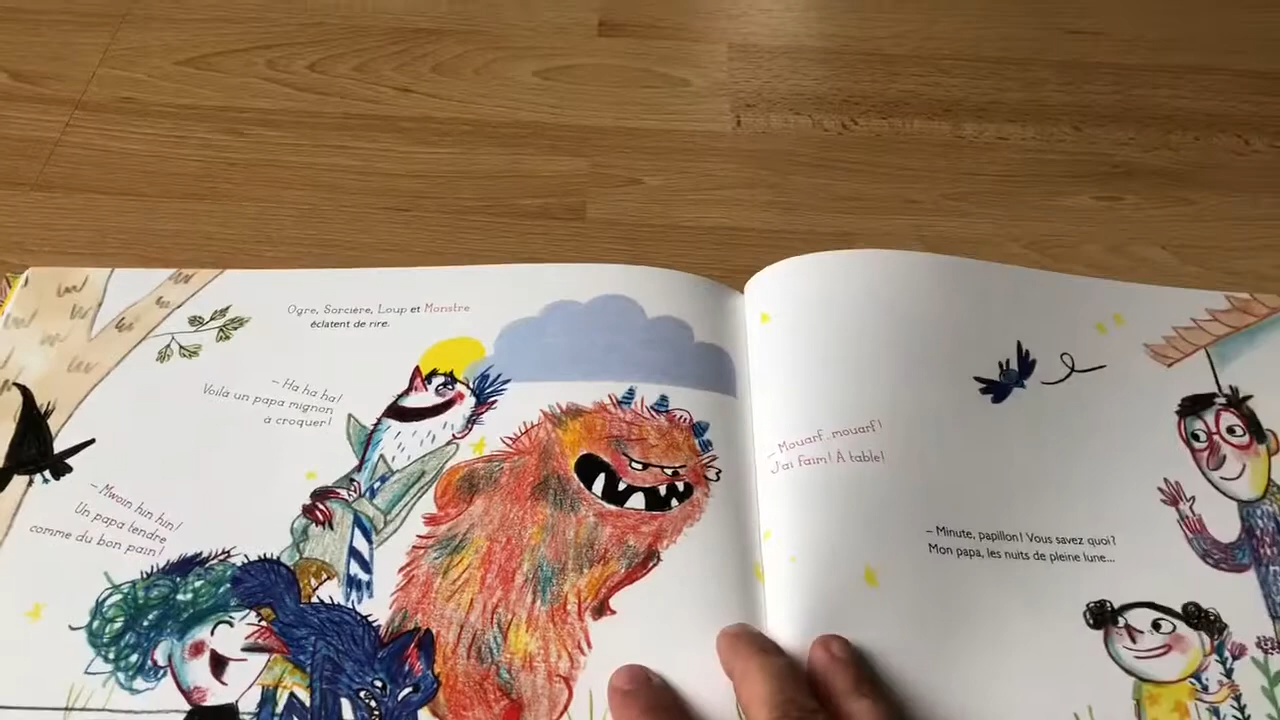 Ogre, Sorcière, Loup et Monstre
éclatent de rire.
– Ha ha ha!
Voilà un papa mignon
à croquer!
– Mwoin hin hin!
Un papa tendre
comme du bon pain!
– Mouarf, mouarf!
J'ai faim! À table!
– Minute, papillon! Vous savez quoi?
Mon papa, les nuits de pleine lune...